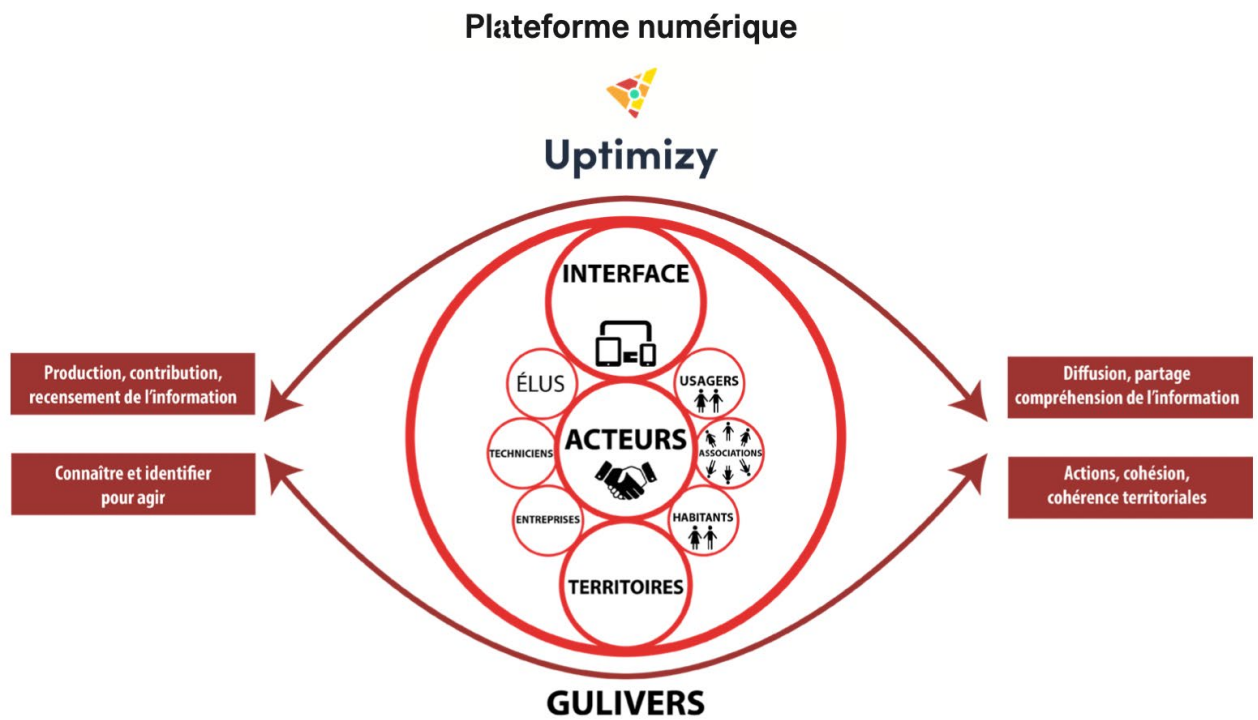 Plateforme numérique
Uptimizy
INTERFACE
Production, contribution,
recensement de l'information
Connaître et identifier
pour agir
ÉLUS
USAGERS
TECHNICIENS
ACTEURS
ASSOCIATIONS
ENTREPRISES
HABITANTS
TERRITOIRES
Diffusion, partage
compréhension de l'information
Actions, cohésion,
cohérence territoriales
GULIVERS